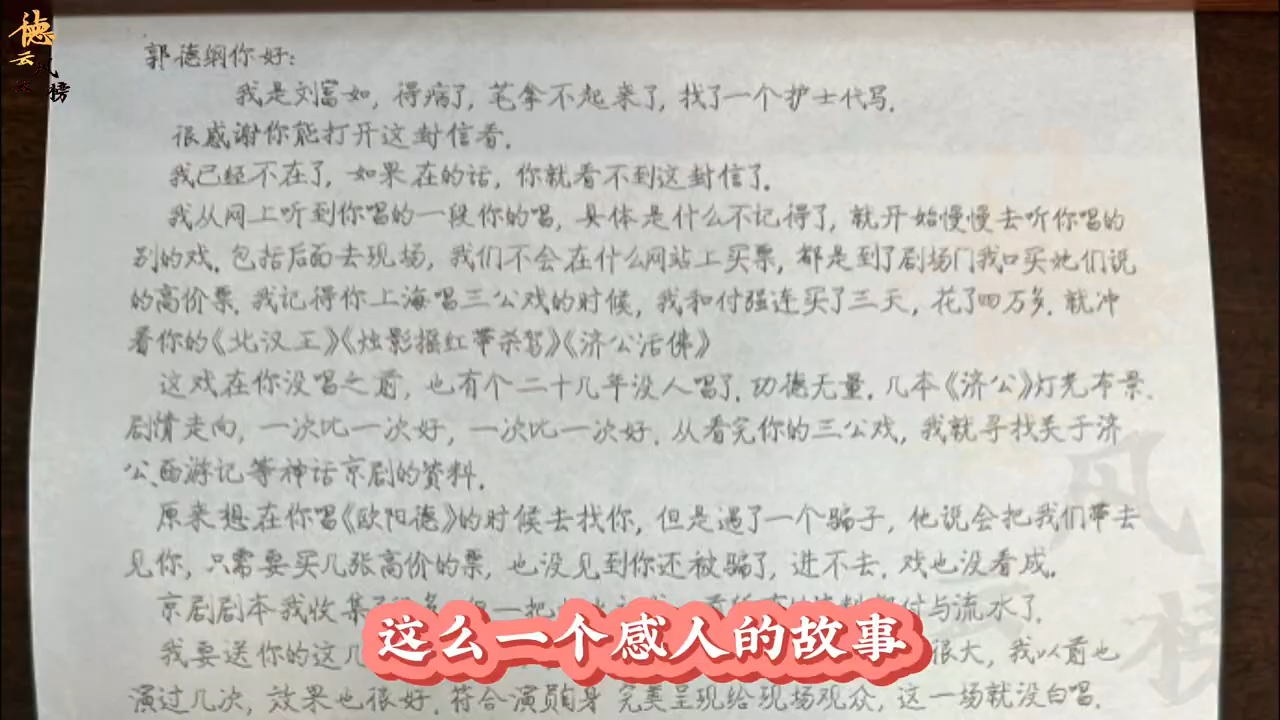 德云风云榜
郭德纲你好:
我是刘富如, 得病了, 笔拿不起来了, 找了一个护士代写.
很感谢你能打开这封信看.
我已经不在了, 如果在的话, 你就看不到这封信了.
我从网上听到你唱的一段你的唱, 具体是什么不记得了, 就开始慢慢去听你唱的
别的戏. 包括后面去现场, 我们不会在什么网站上买票, 都是到了剧场门我口买她们说
的高价票. 我记得你上海唱三公戏的时候, 我和付强连买了三天, 花了四万多. 就冲
着你的《北汉王》《烛影摇红带杀驾》《济公活佛》
这戏在你没唱之前, 也有个二十几年没人唱了. 功德无量. 几本《济公》灯光布景.
剧情走向, 一次比一次好, 一次比一次好. 从看完你的三公戏, 我就寻找关于济
公、西游记等神话京剧的资料.
原来想在你唱《欧阳德》的时候去找你, 但是遇了一个骗子, 他说会把我们带去
见你, 只需要买几张高价的票, 也没见到你还被骗了, 进不去. 戏也没看成.
京剧剧本我收集 付与流水了.
我要送你的这几 很大, 我以前也
演过几次, 效果也很好. 符合演员自身 完美呈现给现场观众, 这一场就没白唱.
这么一个感人的故事
风
榜